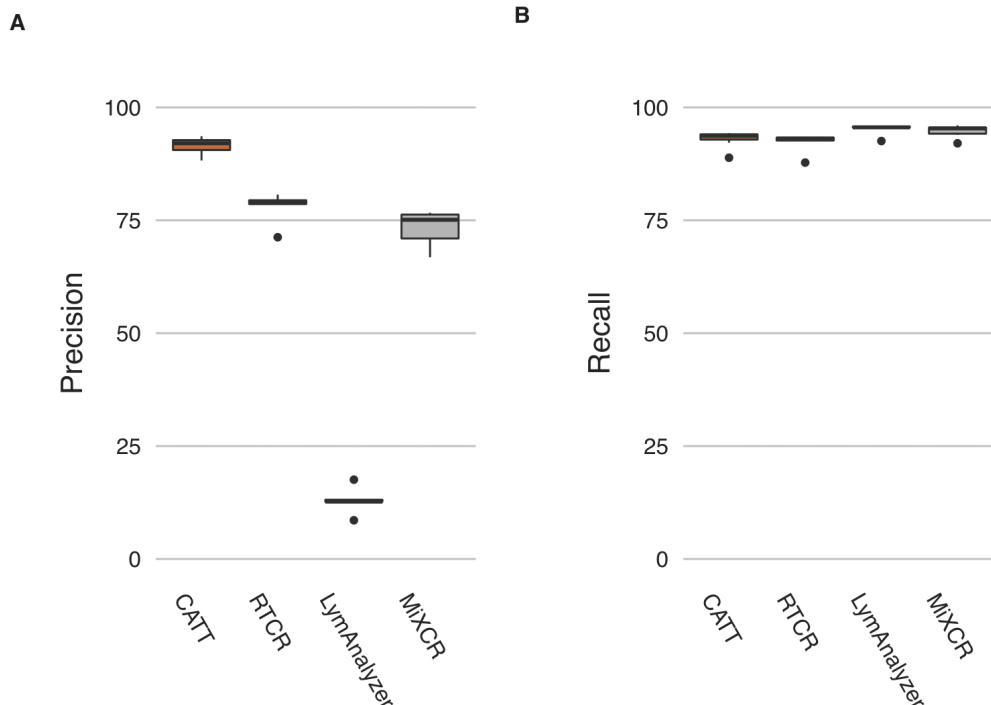 A
Precision
100
75
50
25
0
CATT
RTCR
LymAnalyzer
MiXCR
B
Recall
100
75
50
25
0
CATT
RTCR
LymAnalyzer
MiXCR